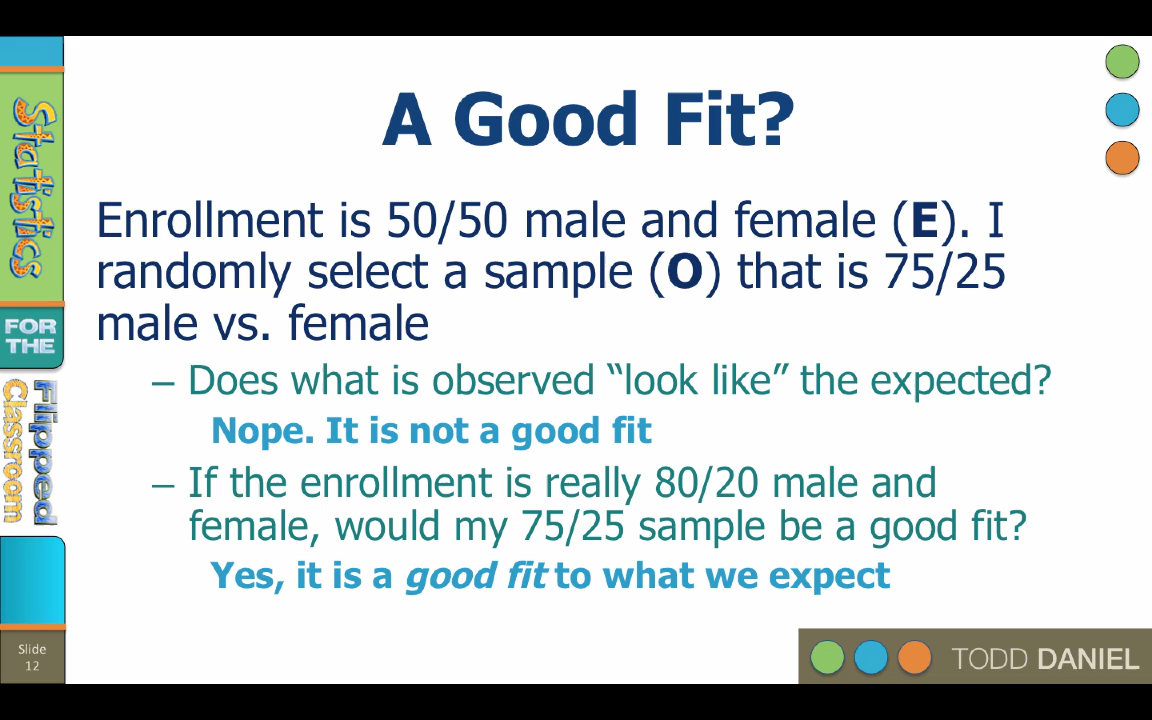 A Good Fit?
Enrollment is 50/50 male and female (E). I
randomly select a sample (O) that is 75/25
male vs. female
– Does what is observed “look like” the expected?
Nope. It is not a good fit
– If the enrollment is really 80/20 male and
female, would my 75/25 sample be a good fit?
Yes, it is a good fit to what we expect
Statistics
FOR
THE
Flipped
Classroom
Slide
12
TODD DANIEL